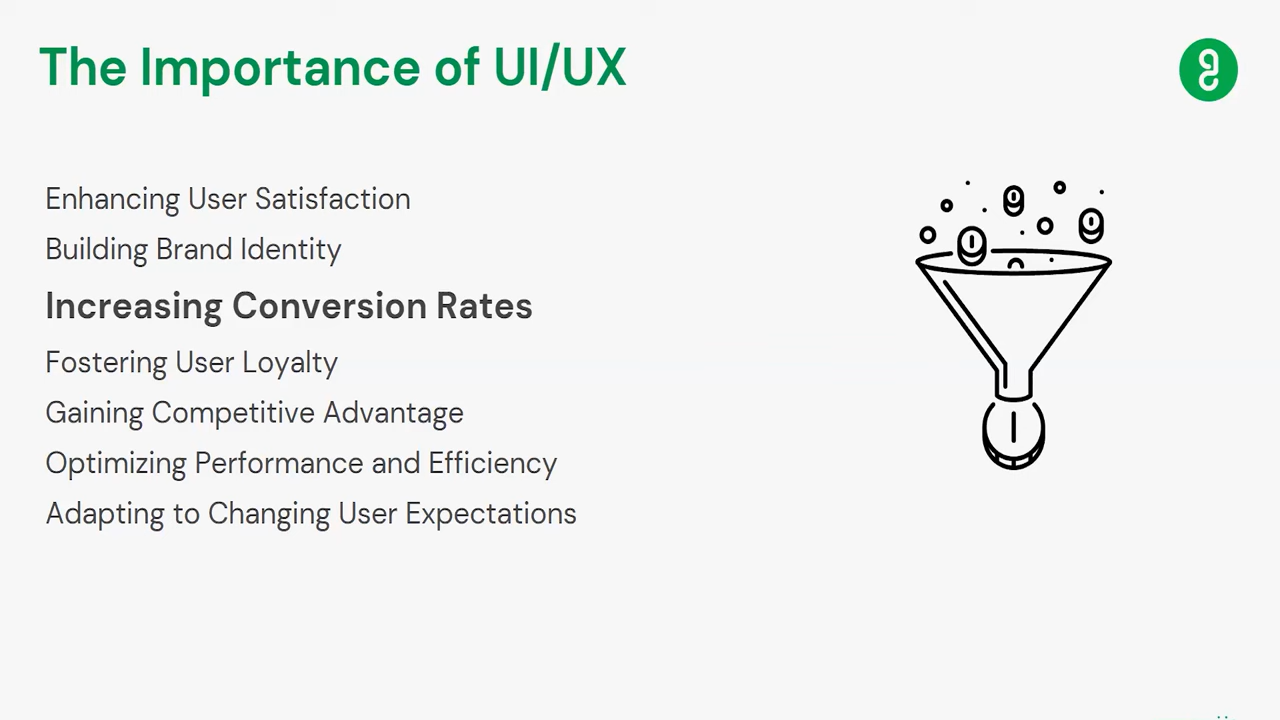 The Importance of UI/UX
Enhancing User Satisfaction
Building Brand Identity
Increasing Conversion Rates
Fostering User Loyalty
Gaining Competitive Advantage
Optimizing Performance and Efficiency
Adapting to Changing User Expectations